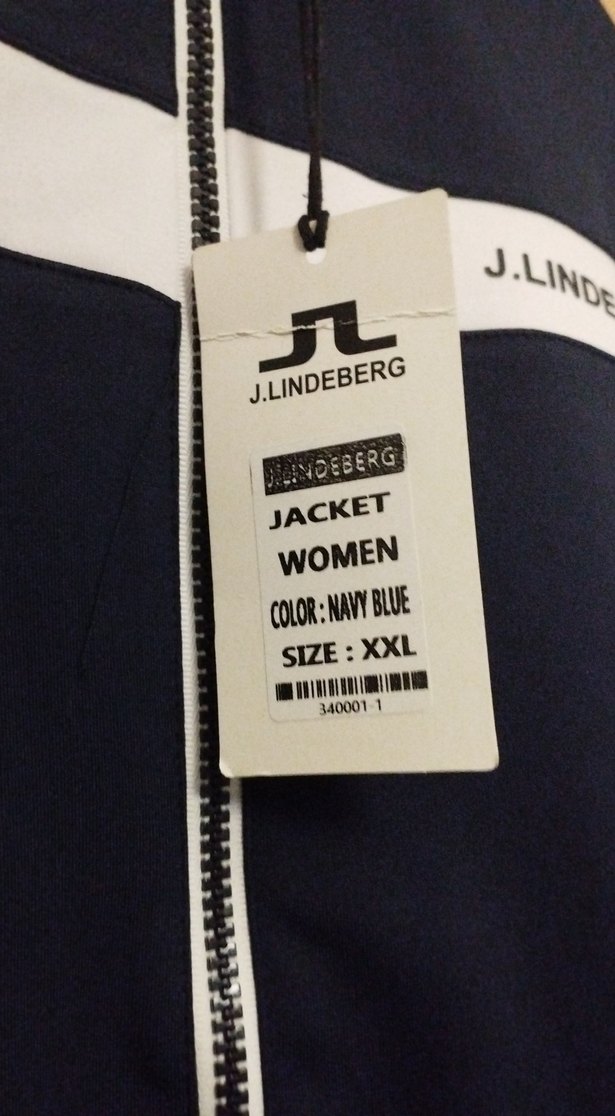 J.LINDE
J.LINDEBERG
J.LINDEBERG
JACKET
WOMEN
COLOR : NAVY BLUE
SIZE : XXL
340001-1